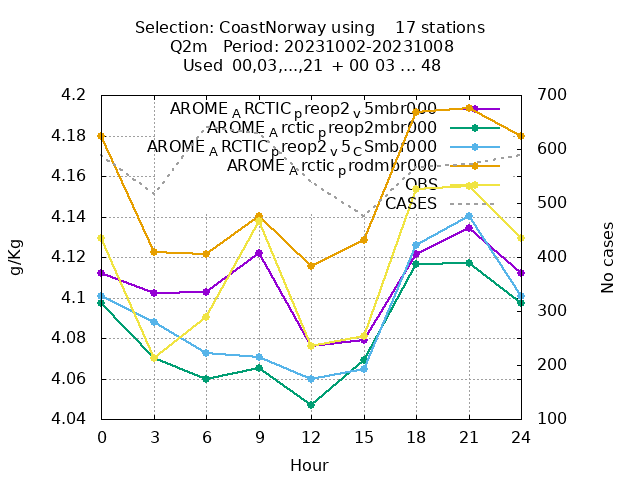 Selection: CoastNorway using 17 stations
Q2m Period: 20231002-20231008
Used 00,03,...,21 + 00 03 ... 48
4.2
4.18
4.16
4.14
4.12
4.1
4.08
4.06
4.04
g/Kg
AROME_ARCTIC_preop2_v5mbr000
AROME_Arctic_preop2mbr000
AROME_ARCTIC_preop2_v5_CSmbr000
AROME_Arctic_prodmbr000
OBS
CASES
700
600
500
400
300
200
100
No cases
0 3 6 9 12 15 18 21 24
Hour